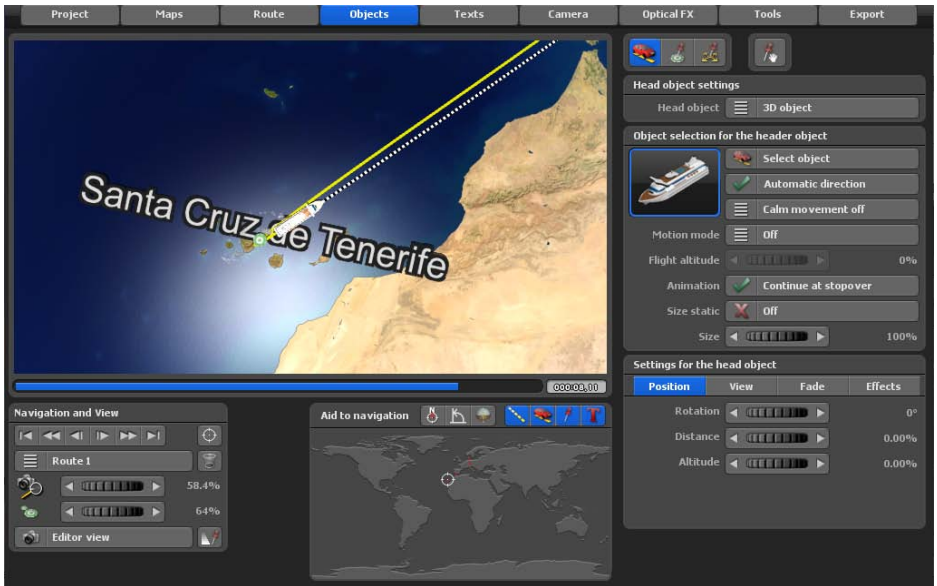 Project Maps Route Objects Texts Camera Optical FX Tools Export
Santa Cruz de Tenerife
Head object settings
Head object 3D object
Object selection for the header object
Select object
Automatic direction
Calm movement off
Motion mode Off
Flight altitude 0%
Animation Continue at stopover
Size static Off
Size 100%
Settings for the head object
Position View Fade Effects
Rotation 0°
Distance 0.00%
Altitude 0.00%
Navigation and View
Route 1
58.4%
64%
Editor view
Aid to navigation